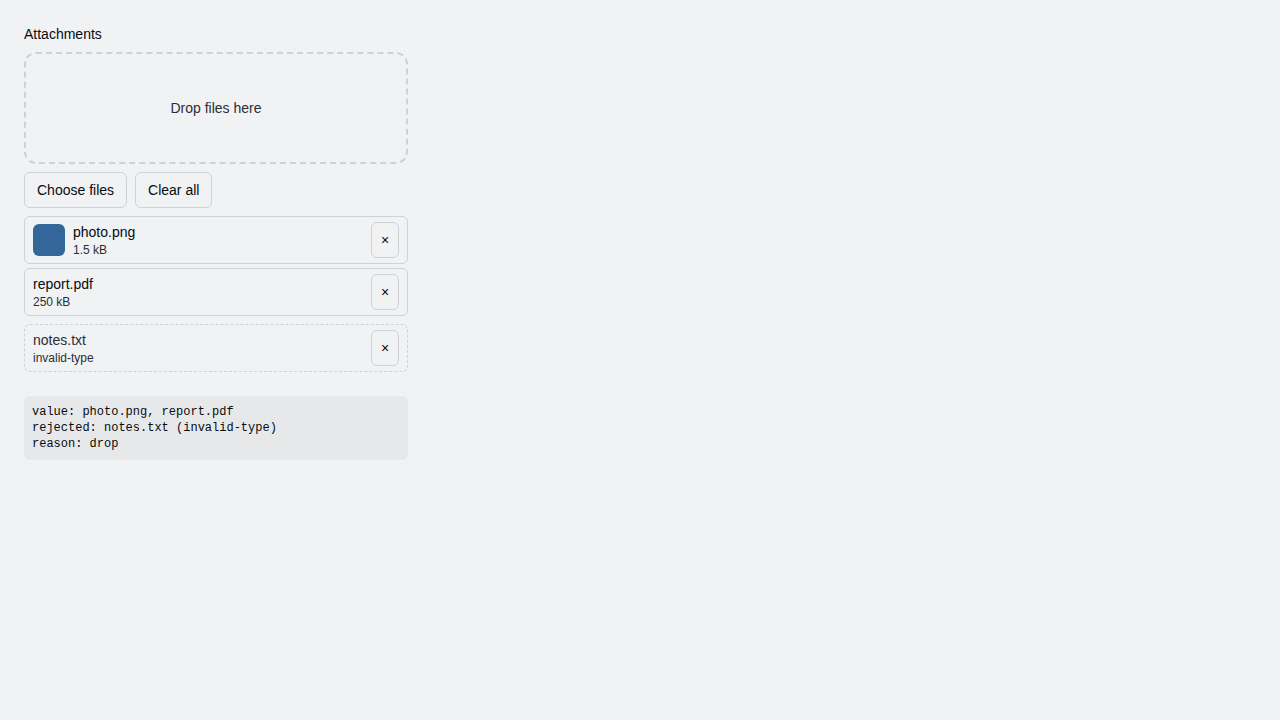 Attachments
Drop files here
Choose files
Clear all
photo.png
1.5 kB
×
report.pdf
250 kB
×
notes.txt
invalid-type
×
value: photo.png, report.pdf
rejected: notes.txt (invalid-type)
reason: drop